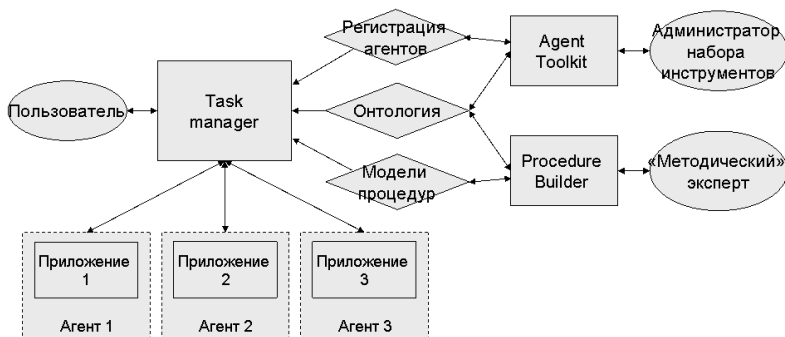 Регистрация
агентов
Agent
Toolkit
Администратор
набора
инструментов
Пользователь
Task
manager
Онтология
Модели
процедур
Procedure
Builder
«Методический»
эксперт
Приложение
1
Приложение
2
Приложение
3
Агент 1
Агент 2
Агент 3